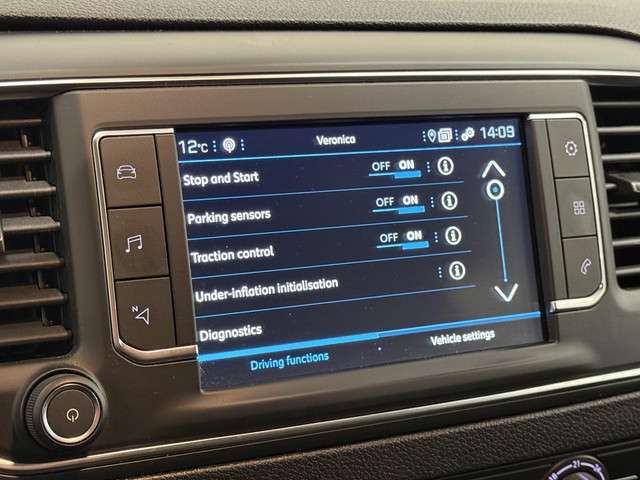 12°C Veronica 14:09
Stop and Start OFF ON
Parking sensors OFF ON
Traction control OFF ON
Under-inflation initialisation
Diagnostics
Driving functions Vehicle settings
N
21